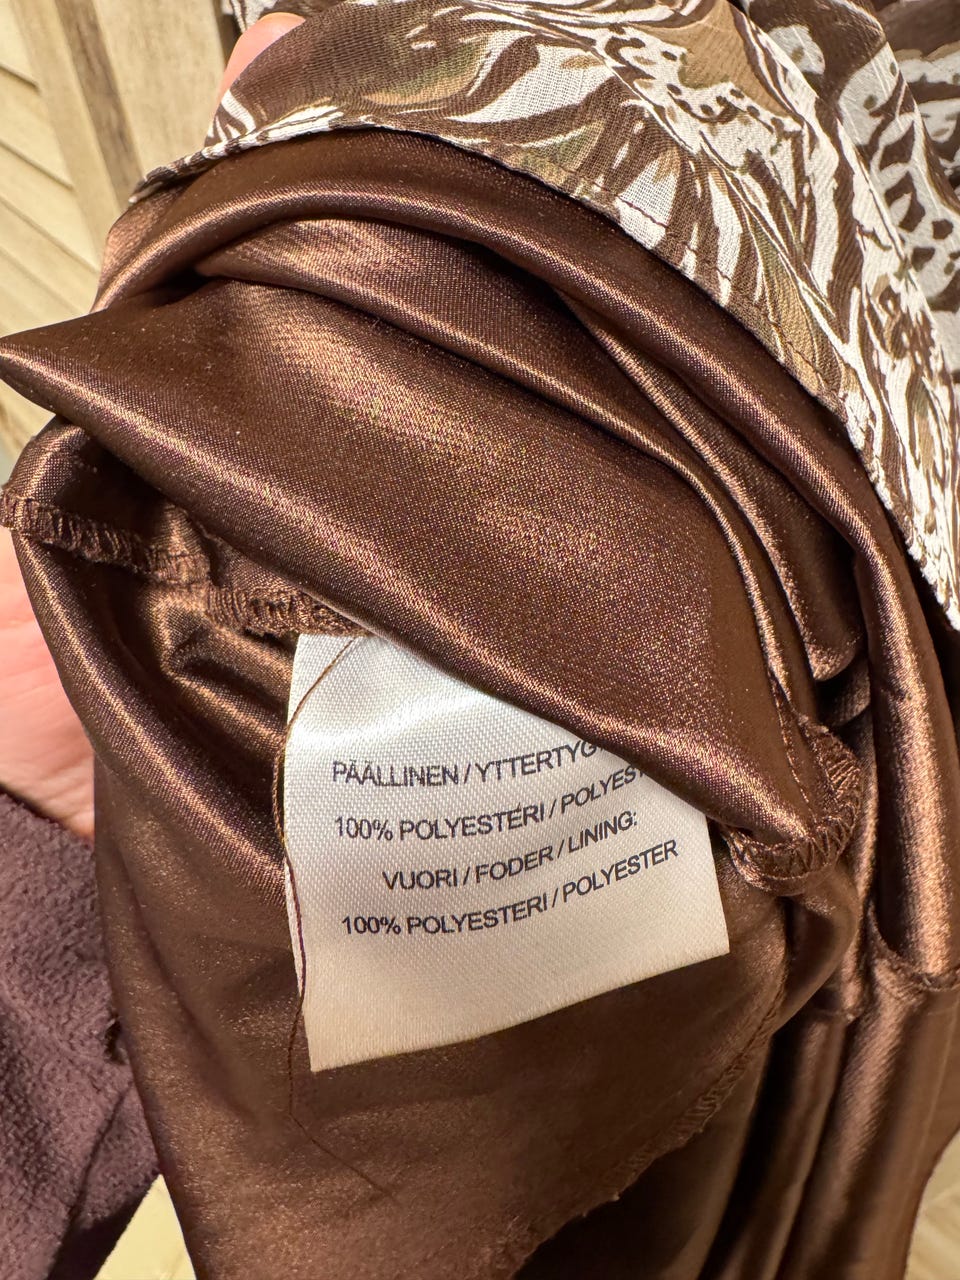 PÄÄLLINEN / YTTERTYG
100% POLYESTERI / POLYEST
VUORI / FODER / LINING:
100% POLYESTERI / POLYESTER